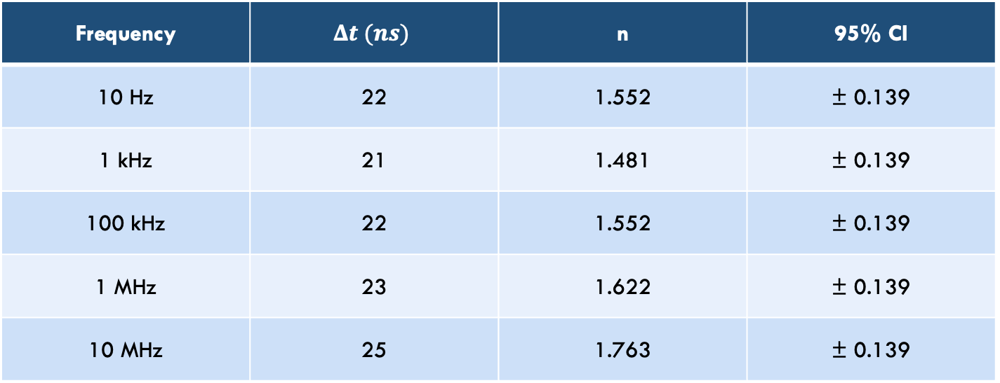 Frequency Δt (ns) n 95% CI
10 Hz 22 1.552 ± 0.139
1 kHz 21 1.481 ± 0.139
100 kHz 22 1.552 ± 0.139
1 MHz 23 1.622 ± 0.139
10 MHz 25 1.763 ± 0.139